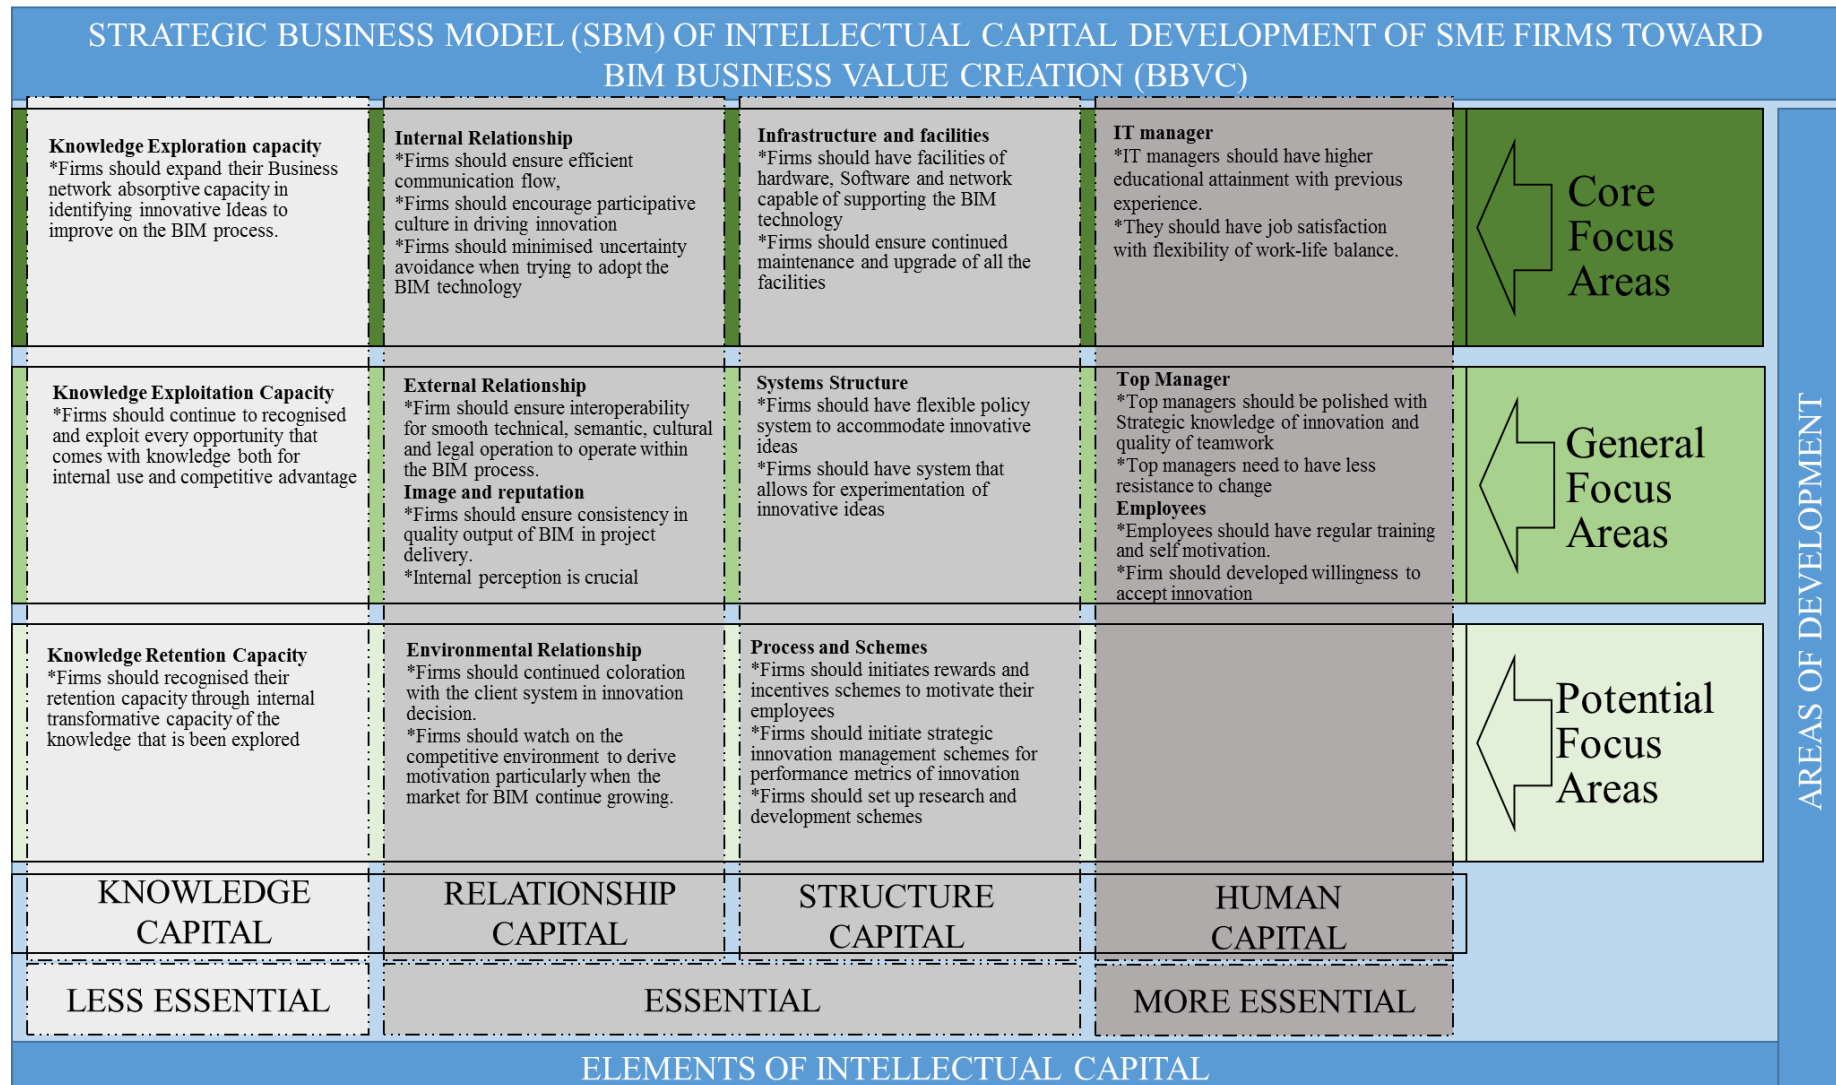 STRATEGIC BUSINESS MODEL (SBM) OF INTELLECTUAL CAPITAL DEVELOPMENT OF SME FIRMS TOWARD
BIM BUSINESS VALUE CREATION (BBVC)
Knowledge Exploration capacity
*Firms should expand their Business
network absorptive capacity in
identifying innovative Ideas to
improve on the BIM process.
Internal Relationship
*Firms should ensure efficient
communication flow,
*Firms should encourage participative
culture in driving innovation
*Firms should minimised uncertainty
avoidance when trying to adopt the
BIM technology
Infrastructure and facilities
*Firms should have facilities of
hardware, Software and network
capable of supporting the BIM
technology
*Firms should ensure continued
maintenance and upgrade of all the
facilities
IT manager
*IT managers should have higher
educational attainment with previous
experience.
*They should have job satisfaction
with flexibility of work-life balance.
Core
Focus
Areas
Knowledge Exploitation Capacity
*Firms should continue to recognised
and exploit every opportunity that
comes with knowledge both for
internal use and competitive advantage
External Relationship
*Firm should ensure interoperability
for smooth technical, semantic, cultural
and legal operation to operate within
the BIM process.
Image and reputation
*Firms should ensure consistency in
quality output of BIM in project
delivery.
*Internal perception is crucial
Systems Structure
*Firms should have flexible policy
system to accommodate innovative
ideas
*Firms should have system that
allows for experimentation of
innovative ideas
Top Manager
*Top managers should be polished with
Strategic knowledge of innovation and
quality of teamwork
*Top managers need to have less
resistance to change
Employees
*Employees should have regular training
and self motivation.
*Firm should developed willingness to
accept innovation
General
Focus
Areas
Knowledge Retention Capacity
*Firms should recognised their
retention capacity through internal
transformative capacity of the
knowledge that is been explored
Environmental Relationship
*Firms should continued coloration
with the client system in innovation
decision.
*Firms should watch on the
competitive environment to derive
motivation particularly when the
market for BIM continue growing.
Process and Schemes
*Firms should initiates rewards and
incentives schemes to motivate their
employees
*Firms should initiate strategic
innovation management schemes for
performance metrics of innovation
*Firms should set up research and
development schemes
Potential
Focus
Areas
AREAS OF DEVELOPMENT
KNOWLEDGE
CAPITAL
RELATIONSHIP
CAPITAL
STRUCTURE
CAPITAL
HUMAN
CAPITAL
LESS ESSENTIAL
ESSENTIAL
MORE ESSENTIAL
ELEMENTS OF INTELLECTUAL CAPITAL